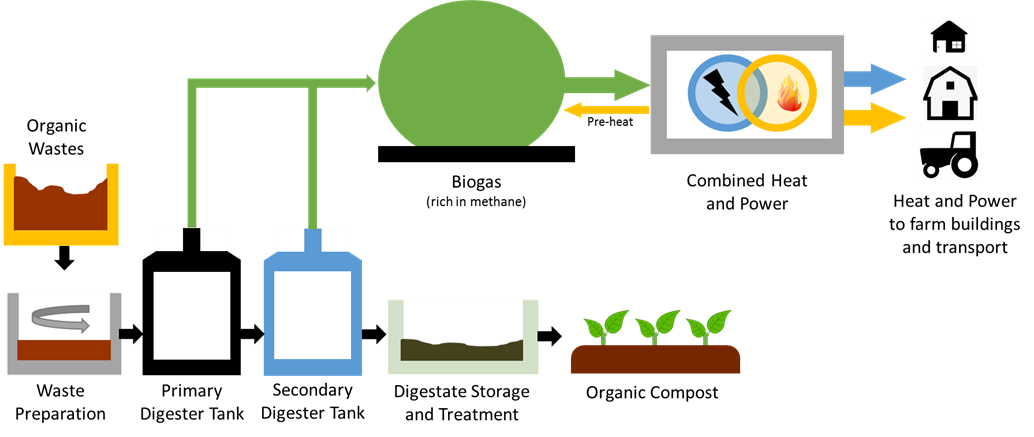 Organic
Wastes
Waste
Preparation
Primary
Digester Tank
Secondary
Digester Tank
Digestate Storage
and Treatment
Organic Compost
Biogas
(rich in methane)
Pre-heat
Combined Heat
and Power
Heat and Power
to farm buildings
and transport